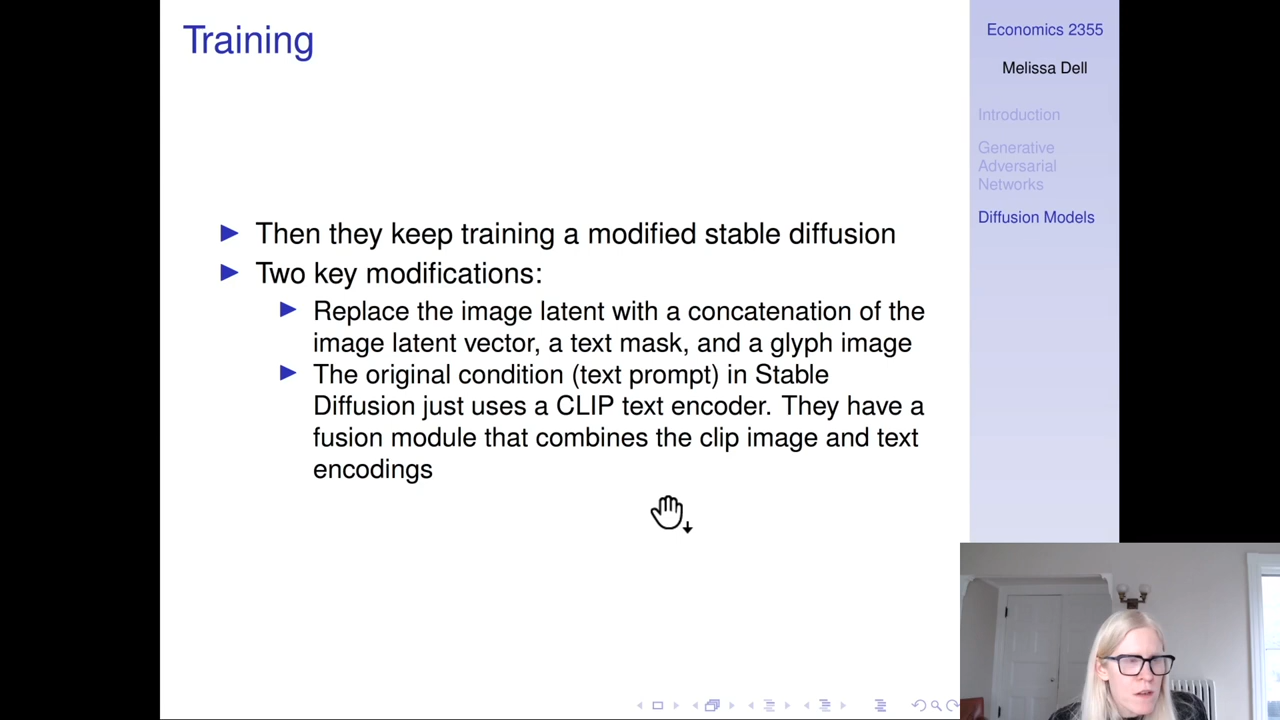 Training
Then they keep training a modified stable diffusion
Two key modifications:
Replace the image latent with a concatenation of the
image latent vector, a text mask, and a glyph image
The original condition (text prompt) in Stable
Diffusion just uses a CLIP text encoder. They have a
fusion module that combines the clip image and text
encodings
Economics 2355
Melissa Dell
Introduction
Generative
Adversarial
Networks
Diffusion Models